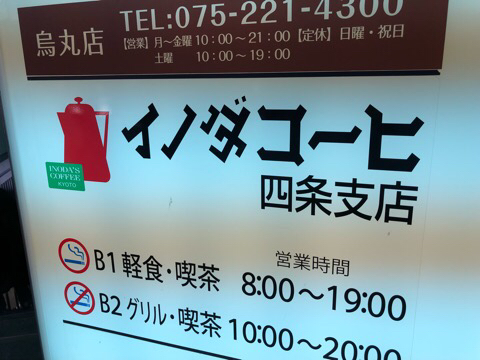 TEL:075-221-4300
烏丸店
【営業】月～金曜 10:00～21:00【定休】日曜・祝日
土曜 10:00～19:00
イノダコーヒ
INODA'S
COFFEE
KYOTO
四条支店
営業時間
B1 軽食・喫茶 8:00～19:00
B2 グリル・喫茶 10:00～20:00